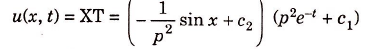 u(x, t) = XT = ( -1/p² sin x + c₂ ) (p²e⁻ᵗ + c₁)